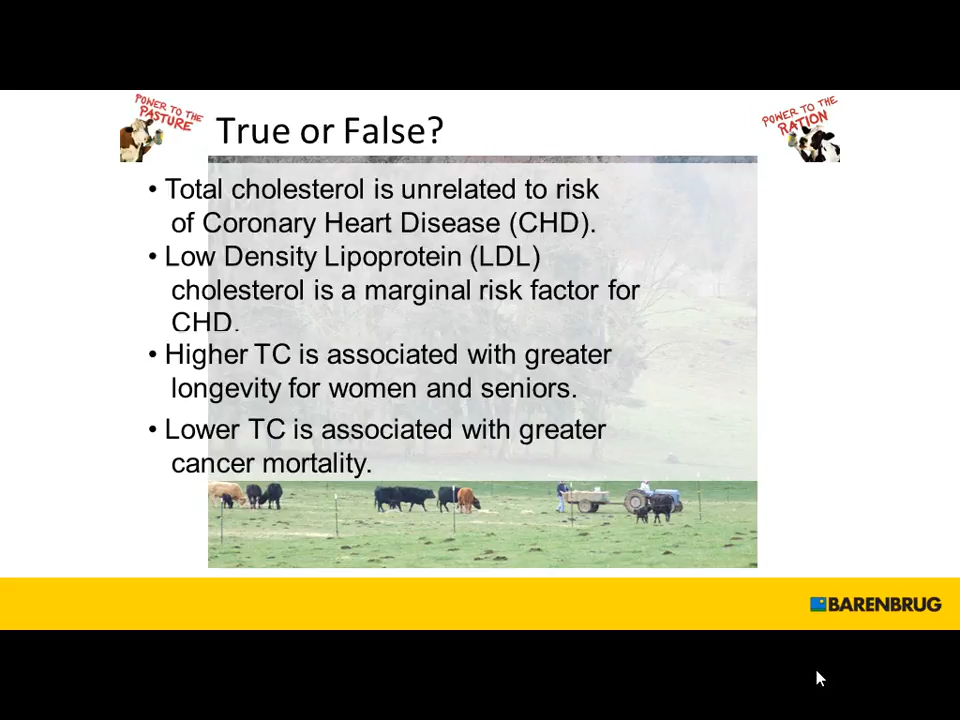 POWER TO THE
PASTURE
True or False?
POWER TO THE
RATION
• Total cholesterol is unrelated to risk
of Coronary Heart Disease (CHD).
• Low Density Lipoprotein (LDL)
cholesterol is a marginal risk factor for
CHD.
• Higher TC is associated with greater
longevity for women and seniors.
• Lower TC is associated with greater
cancer mortality.
BARENBRUG